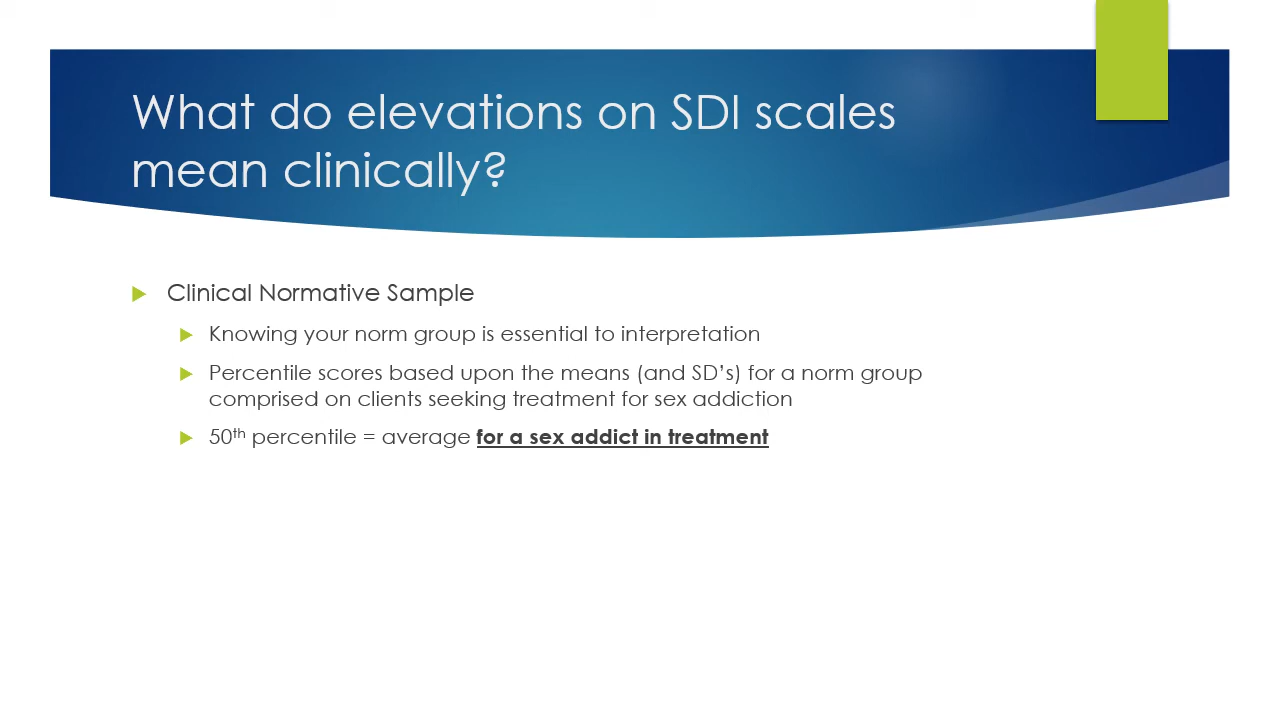 What do elevations on SDI scales
mean clinically?
Clinical Normative Sample
Knowing your norm group is essential to interpretation
Percentile scores based upon the means (and SD’s) for a norm group
comprised on clients seeking treatment for sex addiction
50th percentile = average for a sex addict in treatment